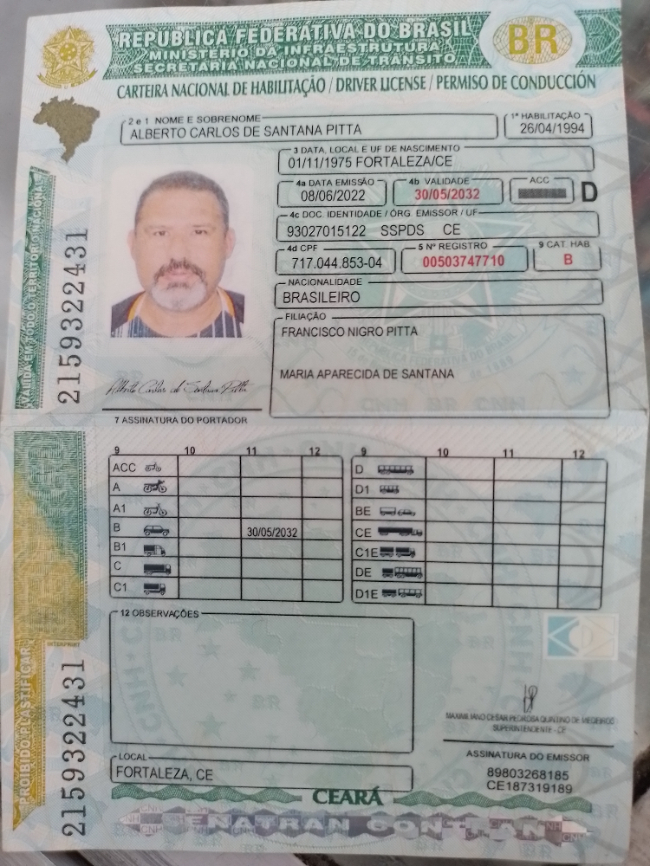 REPÚBLICA FEDERATIVA DO BRASIL
MINISTÉRIO DA INFRAESTRUTURA
SECRETARIA NACIONAL DE TRÂNSITO
BR
CARTEIRA NACIONAL DE HABILITAÇÃO / DRIVER LICENSE / PERMISO DE CONDUCCIÓN
2 e 1 NOME E SOBRENOME
ALBERTO CARLOS DE SANTANA PITTA
1ª HABILITAÇÃO
26/04/1994
3 DATA, LOCAL E UF DE NASCIMENTO
01/11/1975 FORTALEZA/CE
4a DATA EMISSÃO
08/06/2022
4b VALIDADE
30/05/2032
ACC
D
4c DOC. IDENTIDADE / ÓRG. EMISSOR / UF
93027015122 SSPDS CE
4d CPF
717.044.853-04
5 Nº REGISTRO
00503747710
9 CAT. HAB.
B
NACIONALIDADE
BRASILEIRO
FILIAÇÃO
FRANCISCO NIGRO PITTA
MARIA APARECIDA DE SANTANA
VÁLIDA EM TODO O TERRITÓRIO NACIONAL
2159322431
Alberto Carlos de Santana Pitta
7 ASSINATURA DO PORTADOR
9 10 11 12
ACC
A
A1
B 30/05/2032
B1
C
C1
9 10 11 12
D
D1
BE
CE
C1E
DE
D1E
12 OBSERVAÇÕES
PROIBIDO PLASTIFICAR
2159322431
MAXIMILIANO CESAR PEDROSA QUINTINO DE MEDEIROS
SUPERINTENDENTE - CE
ASSINATURA DO EMISSOR
89803268185
CE187319189
LOCAL
FORTALEZA, CE
CEARÁ
DENATRAN CONTRAN